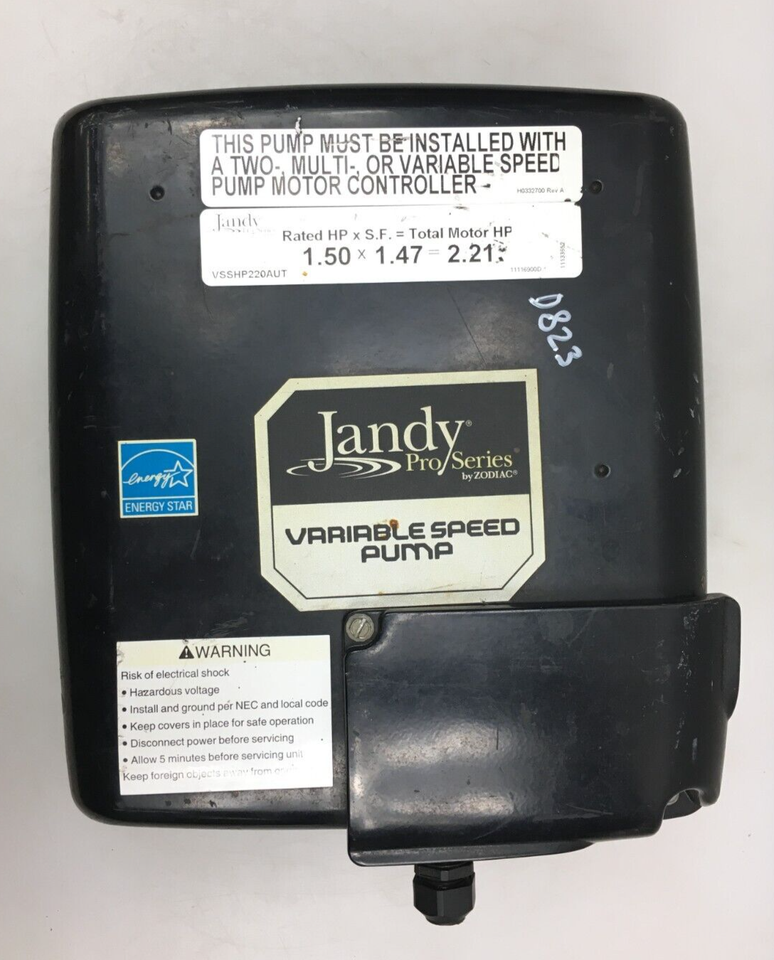 THIS PUMP MUST BE INSTALLED WITH
A TWO-, MULTI-, OR VARIABLE SPEED
PUMP MOTOR CONTROLLER
H0332700 Rev A
Jandy
Rated HP x S.F. = Total Motor HP
1.50 x 1.47 = 2.21
VSSHP220AUT
D823
Jandy®
Pro Series®
by ZODIAC®
VARIABLE SPEED
PUMP
energy
ENERGY STAR
⚠WARNING
Risk of electrical shock
• Hazardous voltage
• Install and ground per NEC and local code
• Keep covers in place for safe operation
• Disconnect power before servicing
• Allow 5 minutes before servicing unit
Keep foreign objects away from